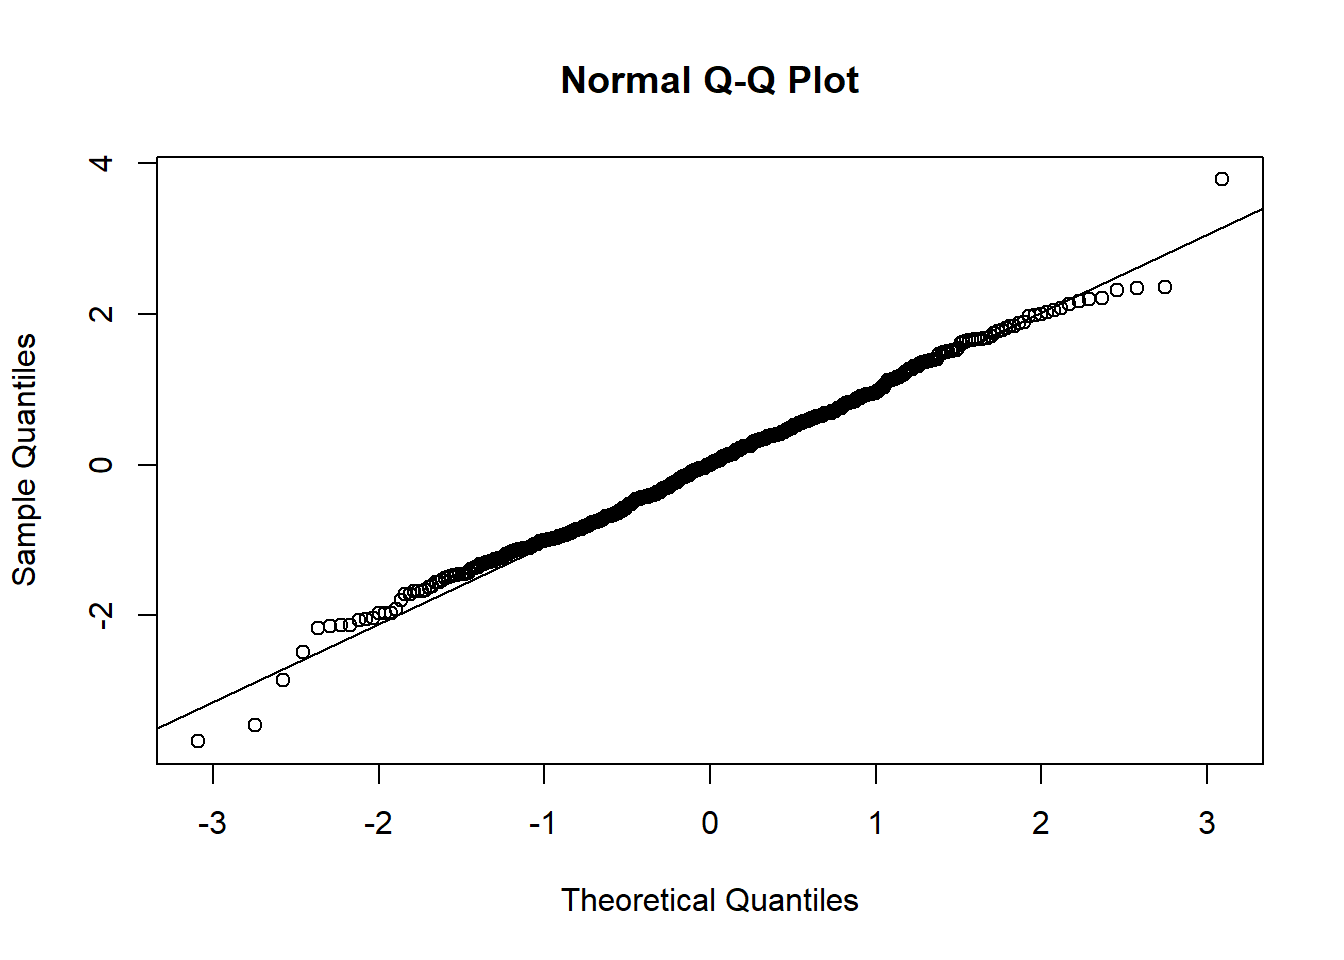 Normal Q-Q Plot
Sample Quantiles
4
2
0
-2
-3 -2 -1 0 1 2 3
Theoretical Quantiles